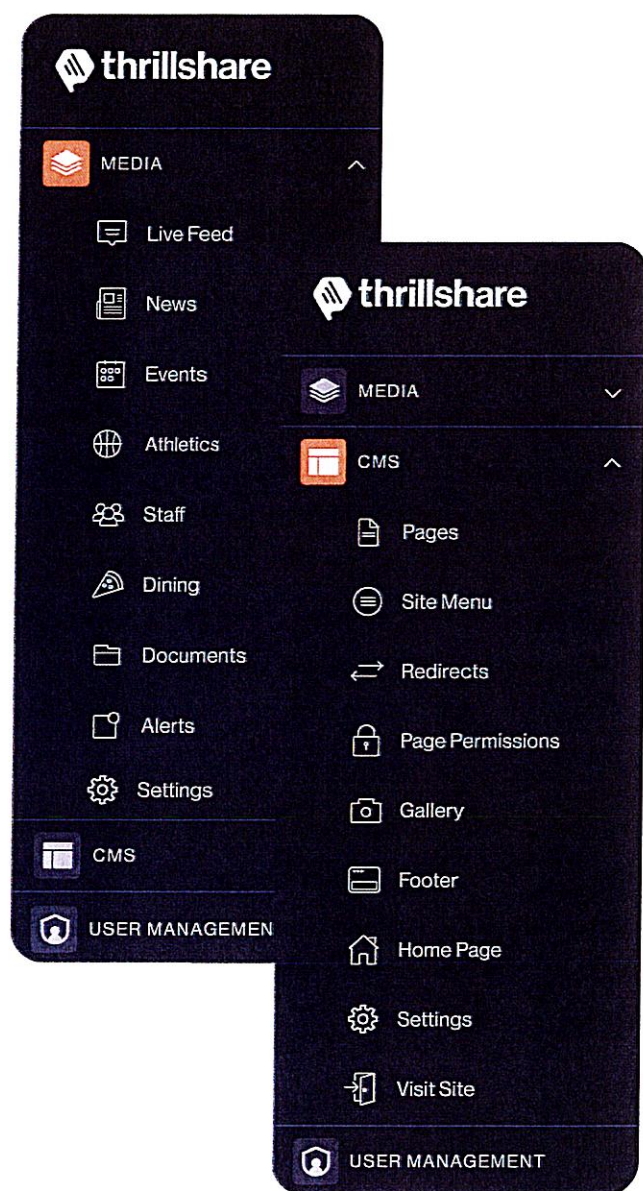 thrillshare
MEDIA
Live Feed
News
Events
Athletics
Staff
Dining
Documents
Alerts
Settings
CMS
USER MANAGEMEN
thrillshare
MEDIA
CMS
Pages
Site Menu
Redirects
Page Permissions
Gallery
Footer
Home Page
Settings
Visit Site
USER MANAGEMENT